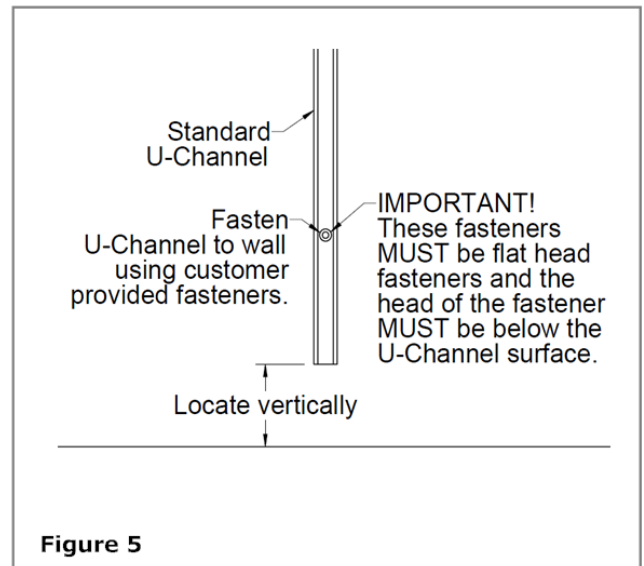 Standard
U-Channel
Fasten
U-Channel to wall
using customer
provided fasteners.
IMPORTANT!
These fasteners
MUST be flat head
fasteners and the
head of the fastener
MUST be below the
U-Channel surface.
Locate vertically
Figure 5